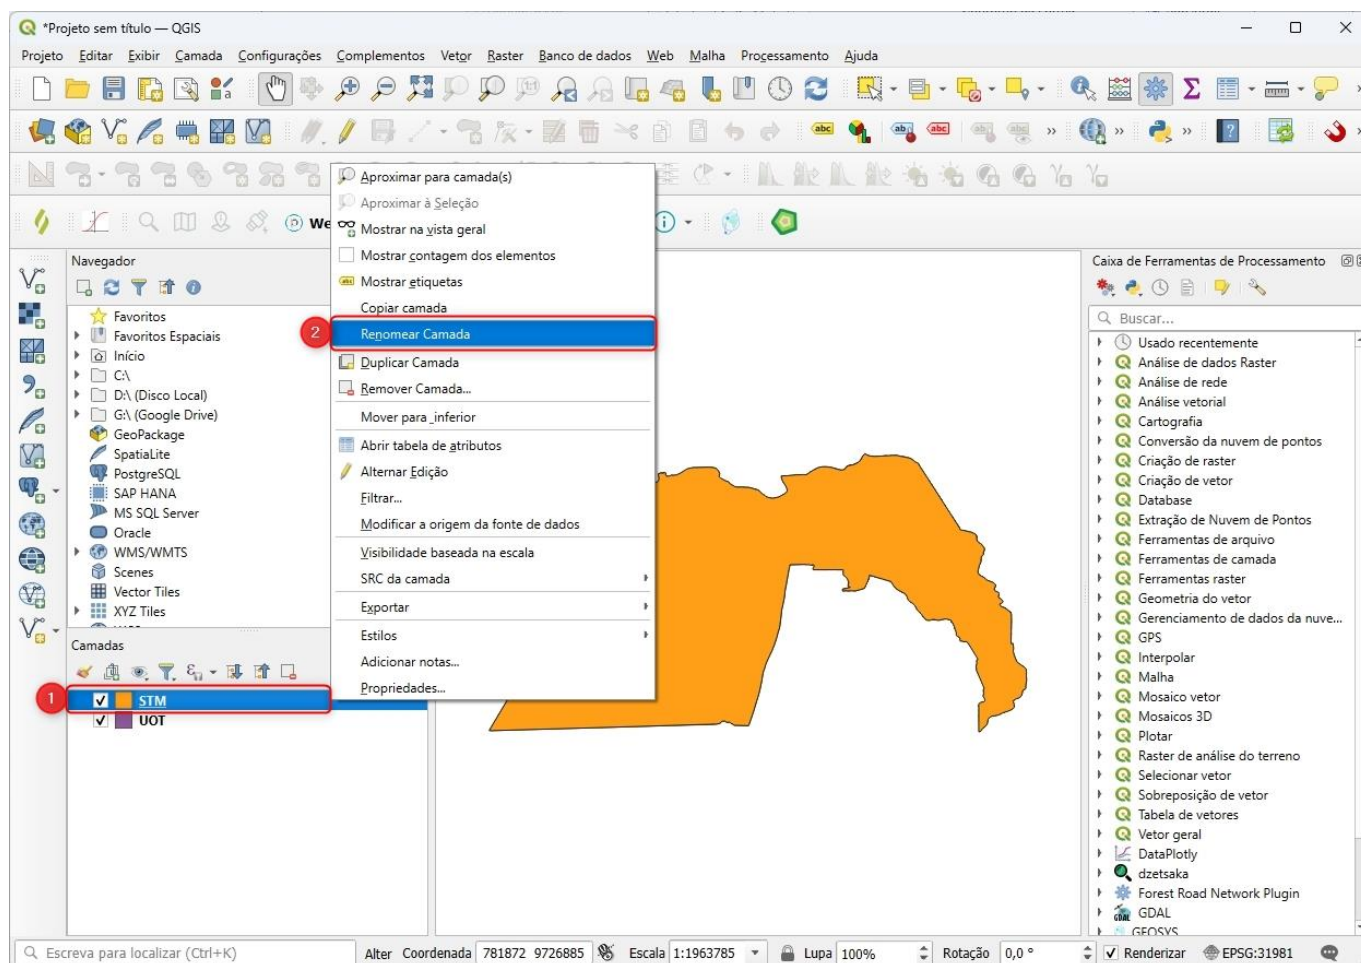 *Projeto sem título — QGIS
Projeto Editar Exibir Camada Configurações Complementos Vetor Raster Banco de dados Web Malha Processamento Ajuda
abc abc abc
We
Aproximar para camada(s)
Aproximar à Seleção
Mostrar na vista geral
Mostrar contagem dos elementos
Mostrar etiquetas
Copiar camada
2 Renomear Camada
Duplicar Camada
Remover Camada...
Mover para _inferior
Abrir tabela de atributos
Alternar Edição
Filtrar...
Modificar a origem da fonte de dados
Visibilidade baseada na escala
SRC da camada
Exportar
Estilos
Adicionar notas...
Propriedades...
Navegador
Favoritos
Favoritos Espaciais
Início
C:\
D:\ (Disco Local)
G:\ (Google Drive)
GeoPackage
SpatiaLite
PostgreSQL
SAP HANA
MS SQL Server
Oracle
WMS/WMTS
Scenes
Vector Tiles
XYZ Tiles
Camadas
1 STM
UOT
Caixa de Ferramentas de Processamento
Buscar...
Usado recentemente
Análise de dados Raster
Análise de rede
Análise vetorial
Cartografia
Conversão da nuvem de pontos
Criação de raster
Criação de vetor
Database
Extração de Nuvem de Pontos
Ferramentas de arquivo
Ferramentas de camada
Ferramentas raster
Geometria do vetor
Gerenciamento de dados da nuve...
GPS
Interpolar
Malha
Mosaico vetor
Mosaicos 3D
Plotar
Raster de análise do terreno
Selecionar vetor
Sobreposição de vetor
Tabela de vetores
Vetor geral
DataPlotly
dzetsaka
Forest Road Network Plugin
GDAL
GEOSYS
Escreva para localizar (Ctrl+K) Alter Coordenada 781872 9726885 Escala 1:1963785 Lupa 100% Rotação 0,0 ° Renderizar EPSG:31981